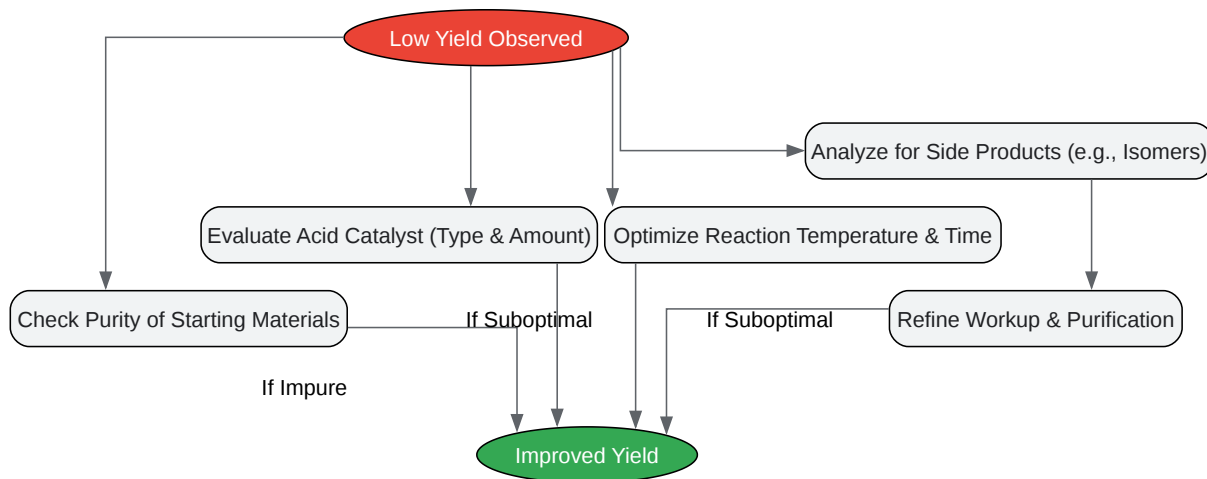 Low Yield Observed
Analyze for Side Products (e.g., Isomers)
Evaluate Acid Catalyst (Type & Amount)
Optimize Reaction Temperature & Time
Check Purity of Starting Materials
If Suboptimal
If Suboptimal
Refine Workup & Purification
If Impure
Improved Yield